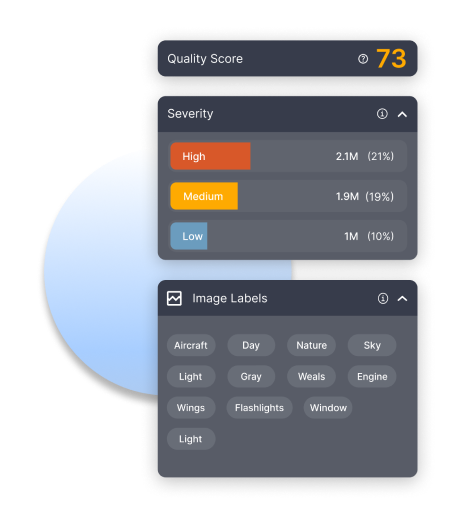 Quality Score 73
Severity
High 2.1M (21%)
Medium 1.9M (19%)
Low 1M (10%)
Image Labels
Aircraft Day Nature Sky
Light Gray Weals Engine
Wings Flashlights Window
Light